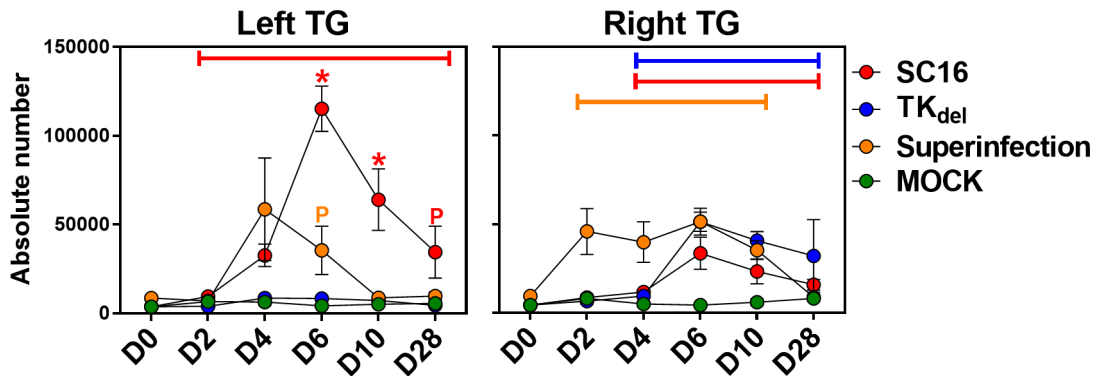 Left TG
Right TG
Absolute number
150000
100000
50000
0
*
*
P
P
D0 D2 D4 D6 D10 D28
D0 D2 D4 D6 D10 D28
SC16
TKdel
Superinfection
MOCK